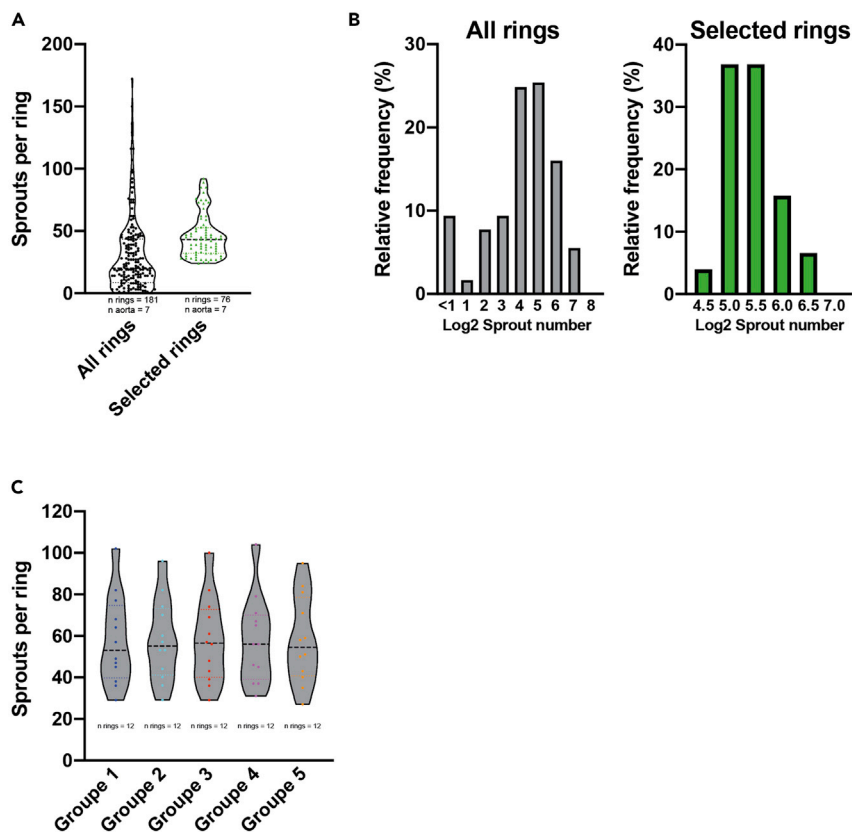 A
Sprouts per ring
200
150
100
50
0
n rings = 181
n aorta = 7
n rings = 76
n aorta = 7
All rings
Selected rings
B
All rings
Relative frequency (%)
30
20
10
0
<1 1 2 3 4 5 6 7 8
Log2 Sprout number
Selected rings
Relative frequency (%)
40
30
20
10
0
4.5 5.0 5.5 6.0 6.5 7.0
Log2 Sprout number
C
Sprouts per ring
120
100
80
60
40
20
0
n rings = 12
n rings = 12
n rings = 12
n rings = 12
n rings = 12
Groupe 1
Groupe 2
Groupe 3
Groupe 4
Groupe 5